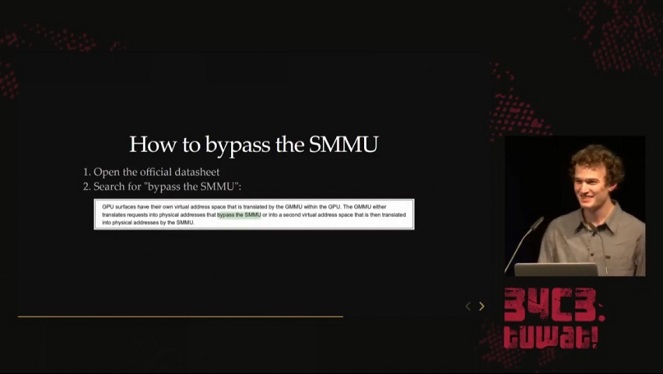 How to bypass the SMMU
1. Open the official datasheet
2. Search for "bypass the SMMU":
GPU surfaces have their own virtual address space that is translated by the GMMU within the GPU. The GMMU either
translates requests into physical addresses that bypass the SMMU or into a second virtual address space that is then translated
into physical addresses by the SMMU.
34C3.
tuwat!